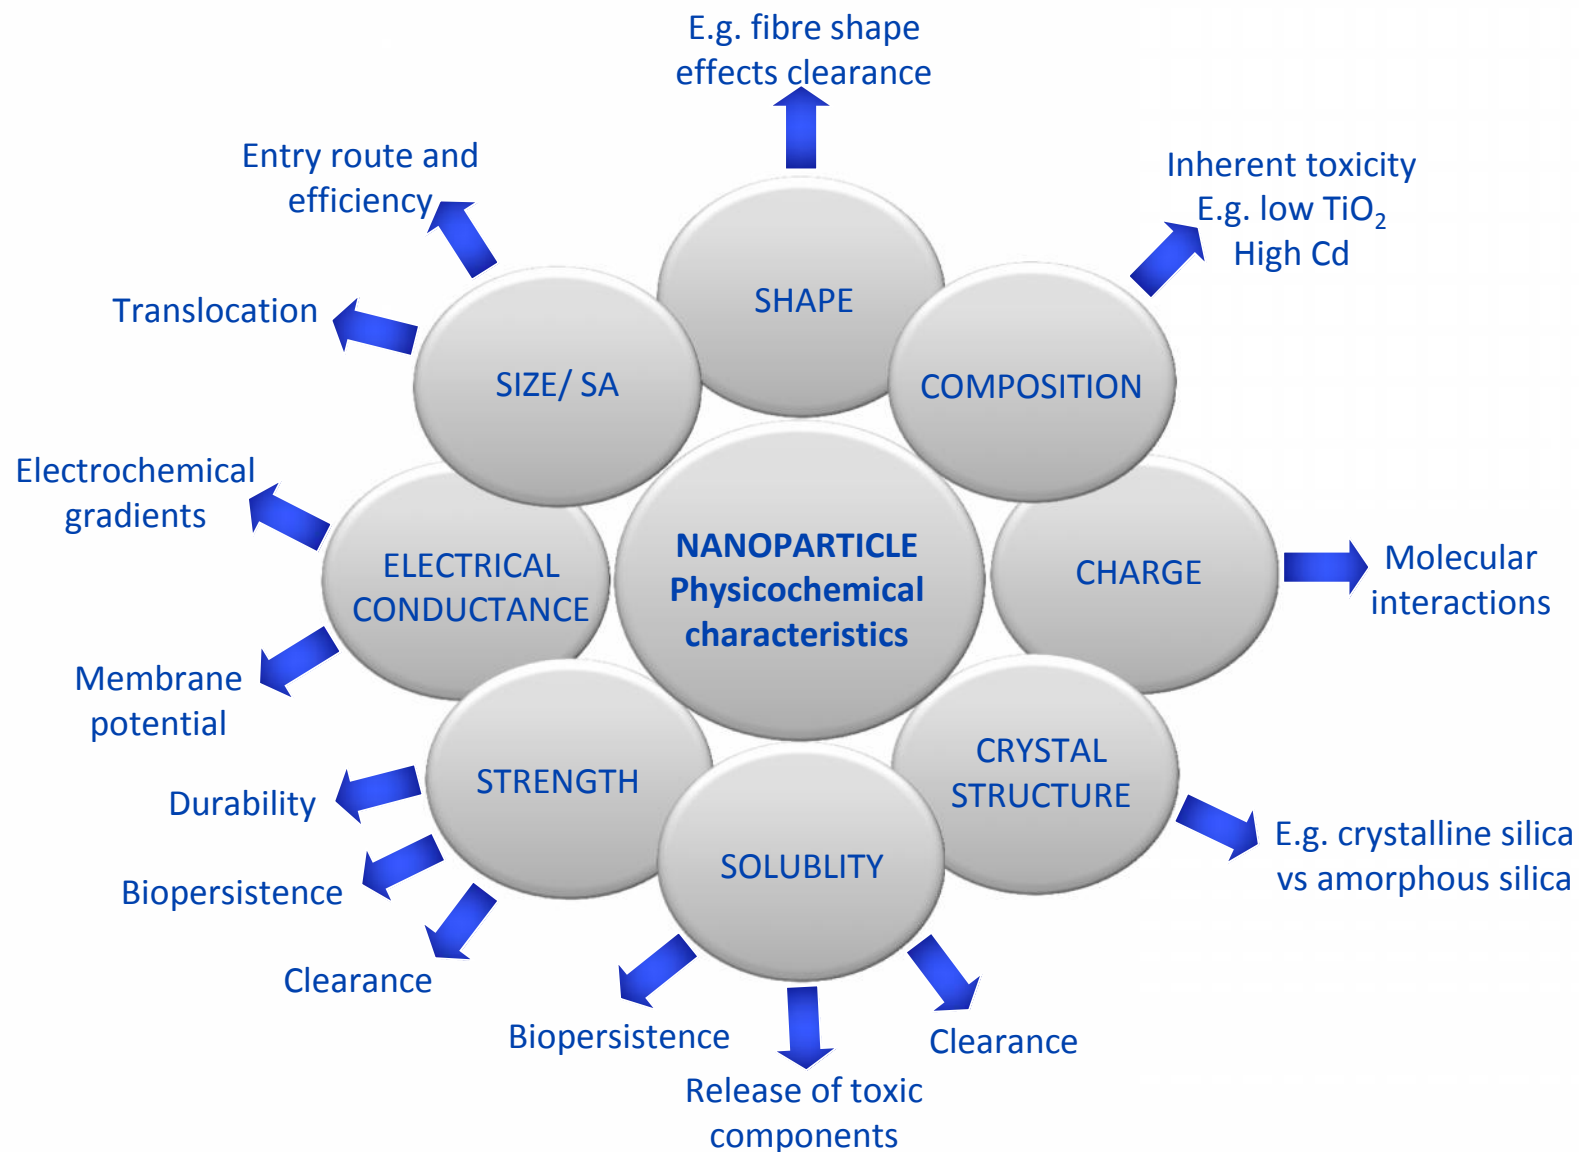 E.g. fibre shape
effects clearance
Entry route and
efficiency
Inherent toxicity
E.g. low TiO₂
High Cd
Translocation
SHAPE
SIZE/ SA
COMPOSITION
Electrochemical
gradients
NANOPARTICLE
Physicochemical
characteristics
ELECTRICAL
CONDUCTANCE
CHARGE
Molecular
interactions
Membrane
potential
STRENGTH
CRYSTAL
STRUCTURE
Durability
SOLUBLITY
E.g. crystalline silica
vs amorphous silica
Biopersistence
Clearance
Biopersistence
Release of toxic
components
Clearance